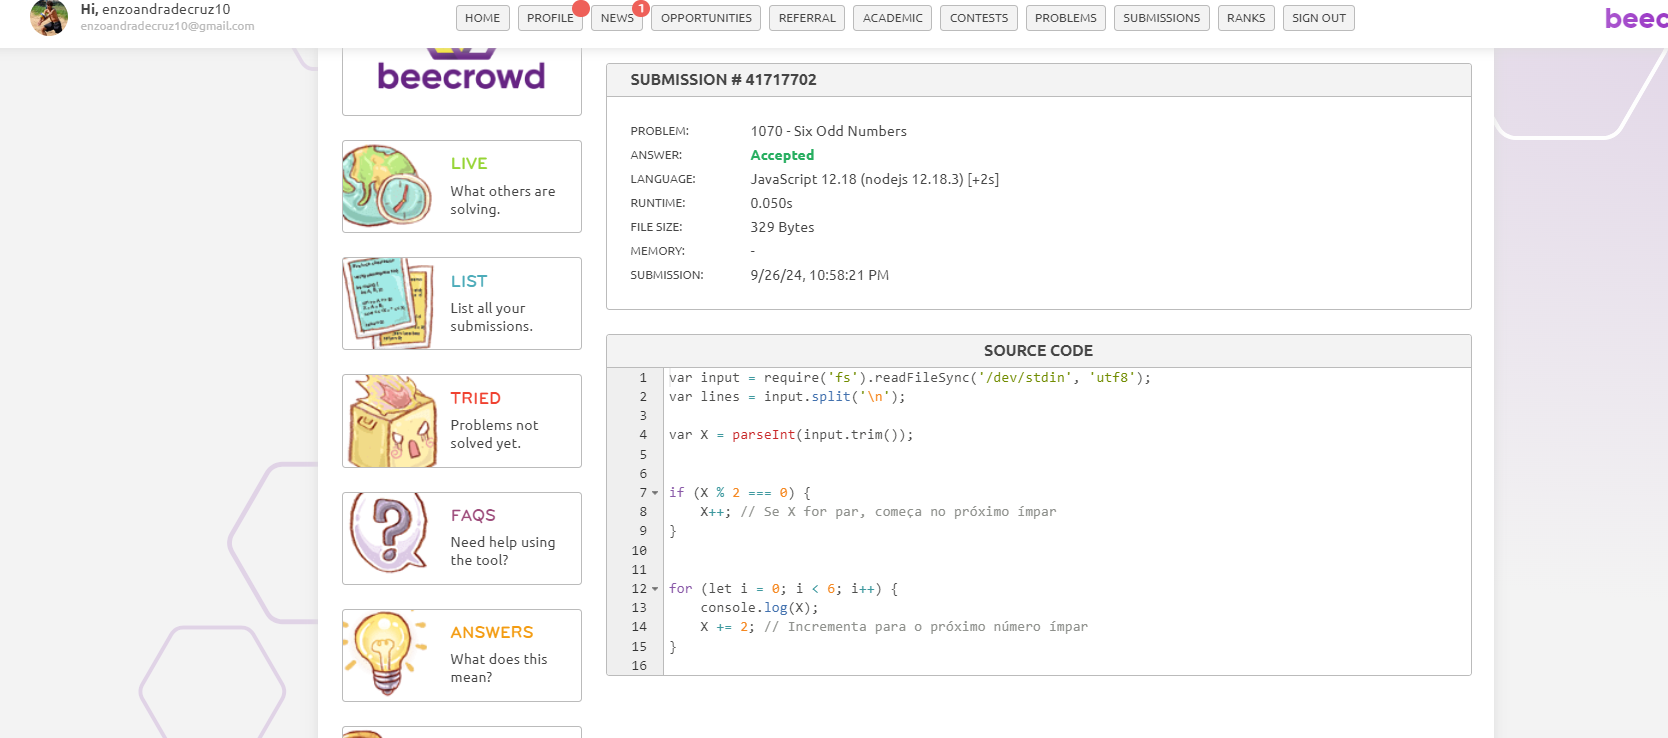 Hi, enzoandradecruz10
enzoandradecruz10@gmail.com
HOME PROFILE NEWS 1 OPPORTUNITIES REFERRAL ACADEMIC CONTESTS PROBLEMS SUBMISSIONS RANKS SIGN OUT
beec
beecrowd
LIVE
What others are
solving.
LIST
List all your
submissions.
TRIED
Problems not
solved yet.
FAQS
Need help using
the tool?
ANSWERS
What does this
mean?
SUBMISSION # 41717702
PROBLEM: 1070 - Six Odd Numbers
ANSWER: Accepted
LANGUAGE: JavaScript 12.18 (nodejs 12.18.3) [+2s]
RUNTIME: 0.050s
FILE SIZE: 329 Bytes
MEMORY: -
SUBMISSION: 9/26/24, 10:58:21 PM
SOURCE CODE
1 var input = require('fs').readFileSync('/dev/stdin', 'utf8');
2 var lines = input.split('\n');
3
4 var X = parseInt(input.trim());
5
6
7 if (X % 2 === 0) {
8     X++; // Se X for par, começa no próximo ímpar
9 }
10
11
12 for (let i = 0; i < 6; i++) {
13     console.log(X);
14     X += 2; // Incrementa para o próximo número ímpar
15 }
16